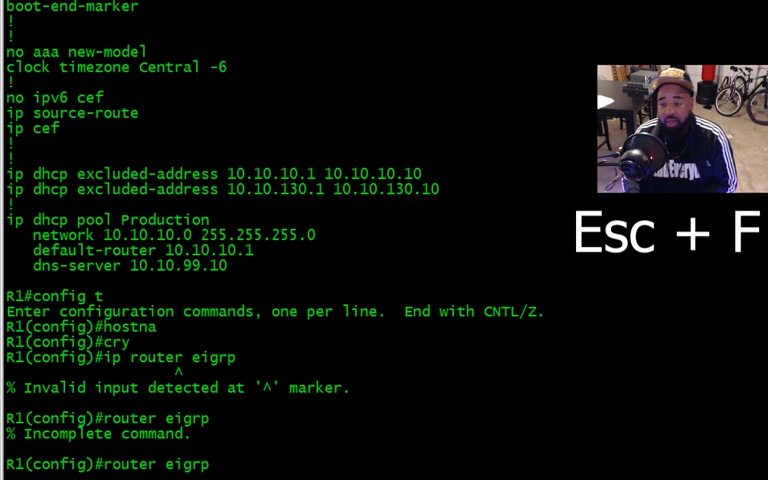 boot-end-marker
!
!
no aaa new-model
clock timezone Central -6
!
no ipv6 cef
ip source-route
ip cef
!
!
ip dhcp excluded-address 10.10.10.1 10.10.10.10
ip dhcp excluded-address 10.10.130.1 10.10.130.10
!
ip dhcp pool Production
network 10.10.10.0 255.255.255.0
default-router 10.10.10.1
dns-server 10.10.99.10
R1#config t
Enter configuration commands, one per line.  End with CNTL/Z.
R1(config)#hostna
R1(config)#cry
R1(config)#ip router eigrp
^
% Invalid input detected at '^' marker.
R1(config)#router eigrp
% Incomplete command.
R1(config)#router eigrp
Esc + F